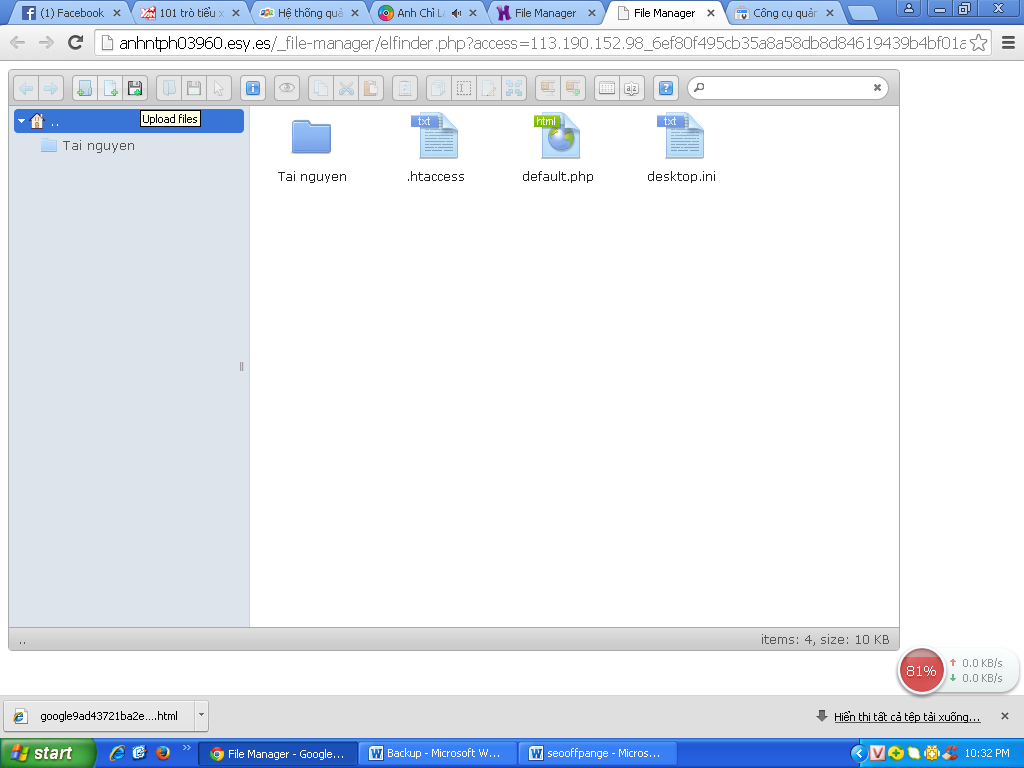 (1) Facebook
101 trò tiểu x
Hệ thống quả
Anh Chỉ L
File Manager
File Manager
Công cụ quản
anhntph03960.esy.es/_file-manager/elfinder.php?access=113.190.152.98_6ef80f495cb35a8a58db8d84619439b4bf01a
..
Upload files
Tai nguyen
txt
html
txt
Tai nguyen
.htaccess
default.php
desktop.ini
..
items: 4, size: 10 KB
81%
0.0 KB/s
0.0 KB/s
google9ad43721ba2e....html
Hiển thị tất cả tệp tải xuống...
start
File Manager - Google...
Backup - Microsoft W...
seooffpange - Micros...
10:32 PM